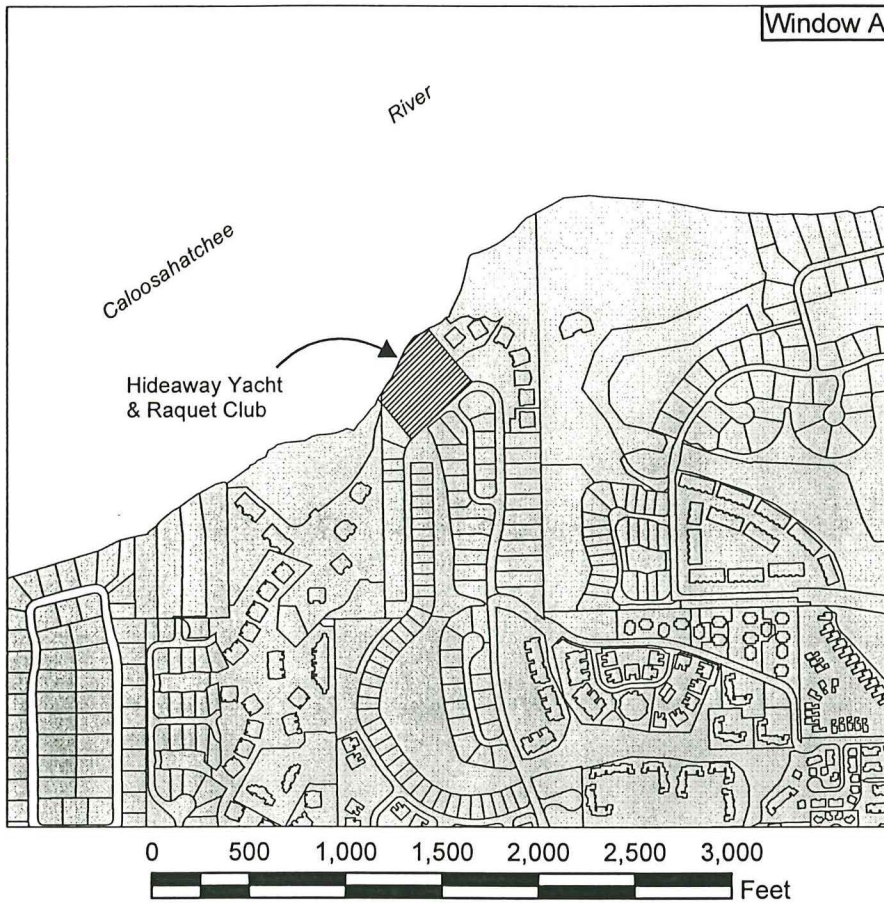 Window A
River
Caloosahatchee
Hideaway Yacht
& Raquet Club
0 500 1,000 1,500 2,000 2,500 3,000
Feet